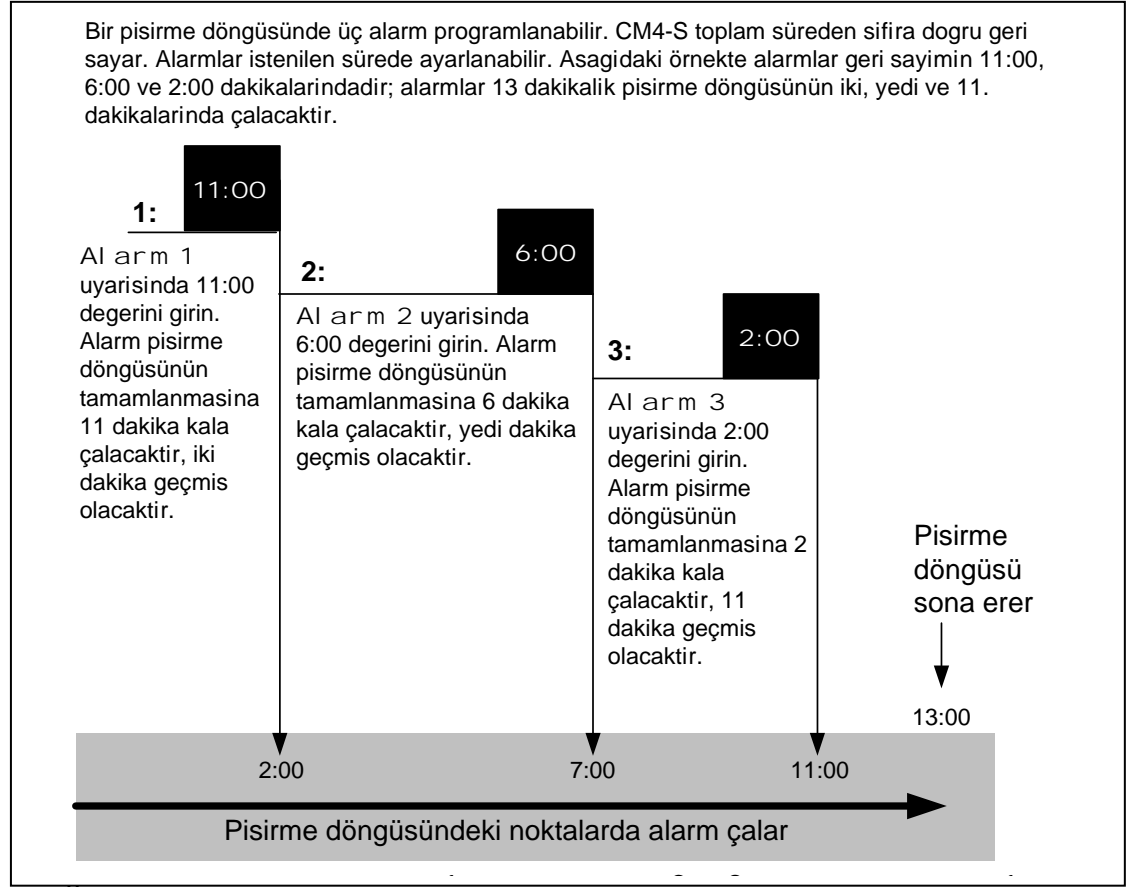 Bir pisirme döngüsünde üç alarm programlanabilir. CM4-S toplam süreden sifira dogru geri
sayar. Alarmlar istenilen sürede ayarlanabilir. Asagidaki örnekte alarmlar geri sayimin 11:00,
6:00 ve 2:00 dakikalarindadir; alarmlar 13 dakikalik pisirme döngüsünün iki, yedi ve 11.
dakikalarinda çalacaktir.
11:00
1:
Alarm 1
uyarisinda 11:00
degerini girin.
Alarm pisirme
döngüsünün
tamamlanmasina
11 dakika kala
çalacaktir, iki
dakika geçmis
olacaktir.
6:00
2:
Alarm 2 uyarisinda
6:00 degerini girin. Alarm
pisirme döngüsünün
tamamlanmasina 6 dakika
kala çalacaktir, yedi dakika
geçmis olacaktir.
2:00
3:
Alarm 3
uyarisinda 2:00
degerini girin.
Alarm pisirme
döngüsünün
tamamlanmasina 2
dakika kala
çalacaktir, 11
dakika geçmis
olacaktir.
Pisirme
döngüsü
sona erer
13:00
2:00
7:00
11:00
Pisirme döngüsündeki noktalarda alarm çalar